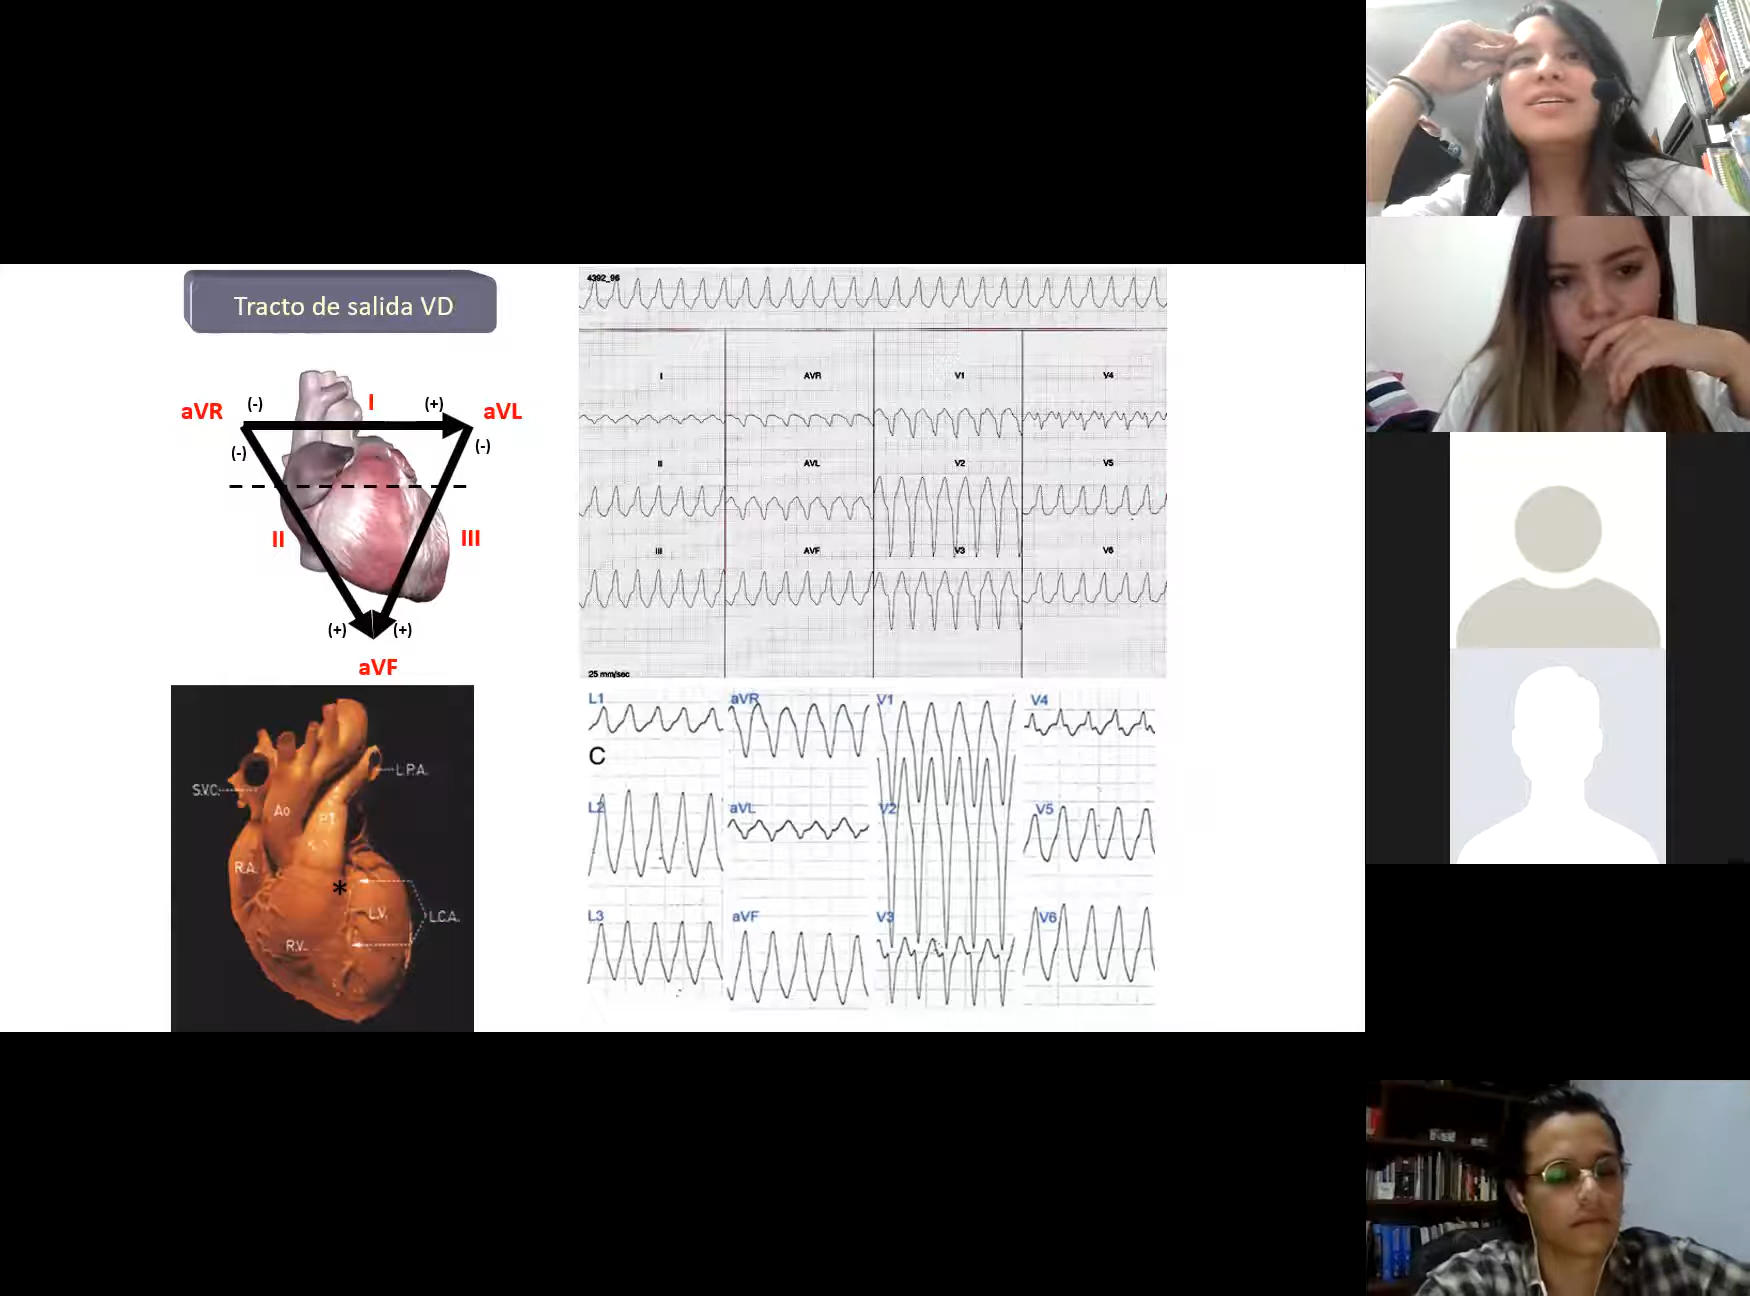 Tracto de salida VD
aVR
(-)
I
(+)
aVL
(-)
(-)
II
III
(+)
(+)
aVF
S.V.C.
L.P.A.
Ao
P.T.
R.A.
L.V.
L.C.A.
R.V.
*
4392_96
I
AVR
V1
V4
II
AVL
V2
V5
III
AVF
V3
V6
25 mm/sec
L1
aVR
V1
V4
C
L2
aVL
V2
V5
L3
aVF
V3
V6